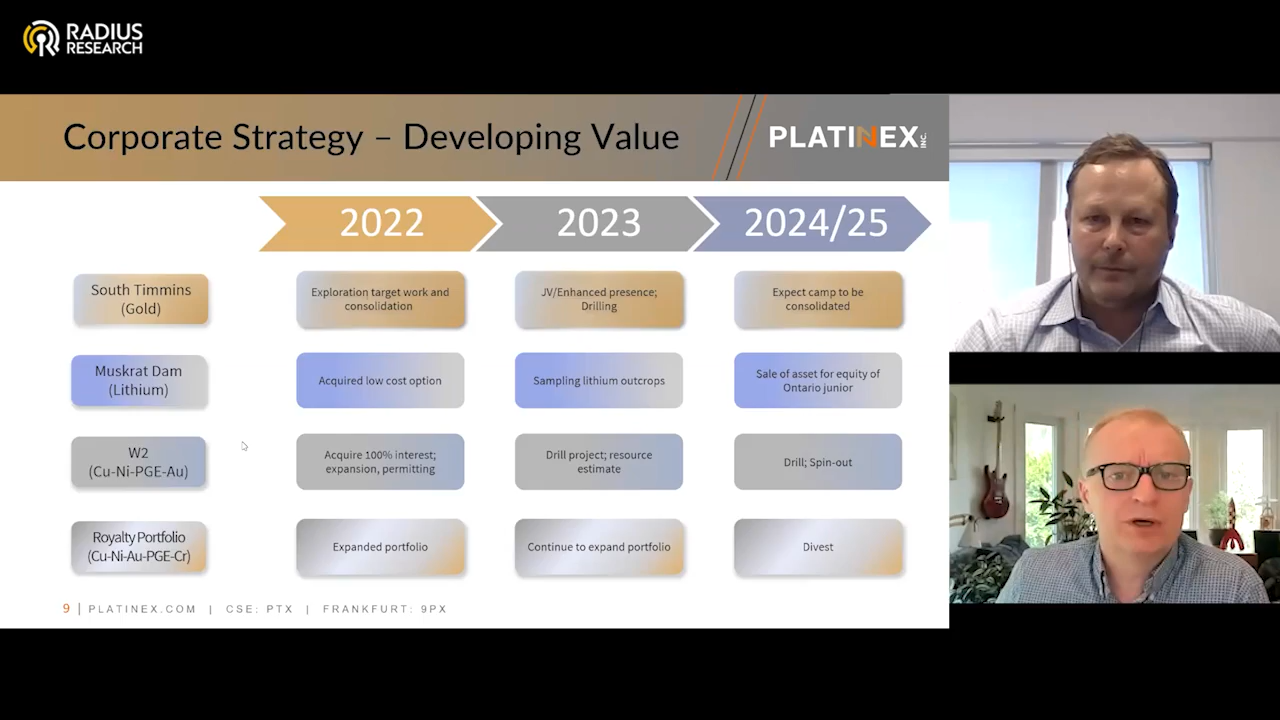 RADIUS
RESEARCH
Corporate Strategy – Developing Value
PLATINEX INC.
2022
2023
2024/25
South Timmins
(Gold)
Exploration target work and
consolidation
JV/Enhanced presence;
Drilling
Expect camp to be
consolidated
Muskrat Dam
(Lithium)
Acquired low cost option
Sampling lithium outcrops
Sale of asset for equity of
Ontario junior
W2
(Cu-Ni-PGE-Au)
Acquire 100% interest;
expansion, permitting
Drill project; resource
estimate
Drill; Spin-out
Royalty Portfolio
(Cu-Ni-Au-PGE-Cr)
Expanded portfolio
Continue to expand portfolio
Divest
9 | PLATINEX.COM | CSE: PTX | FRANKFURT: 9PX